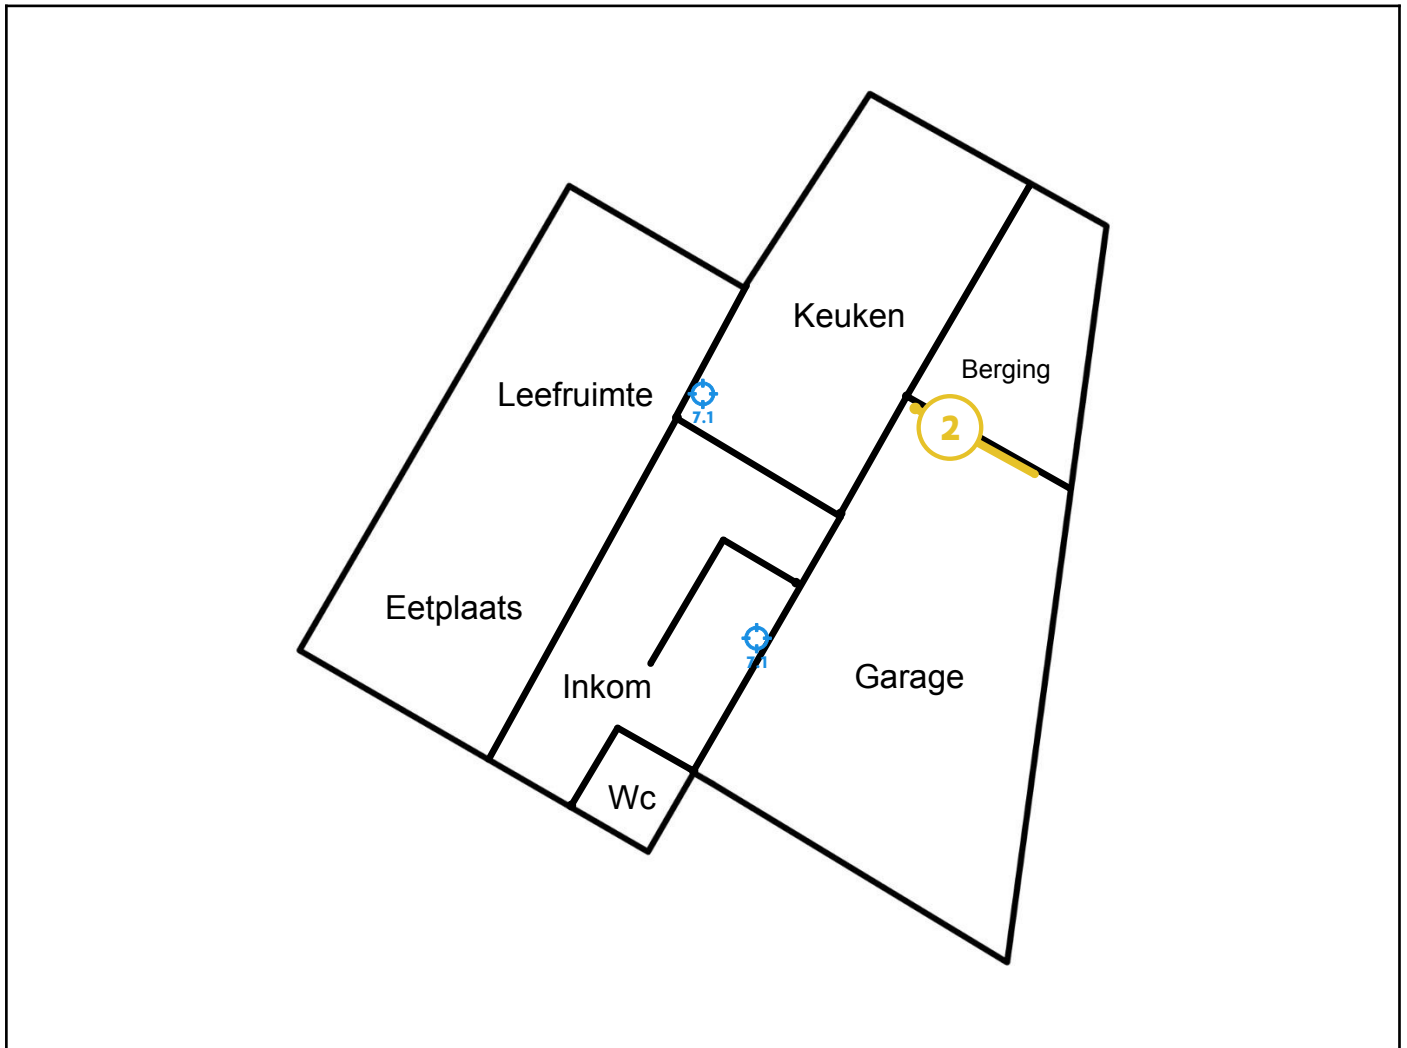 Keuken
Berging
Leefruimte
7.1
2
Eetplaats
7.1
Garage
Inkom
Wc